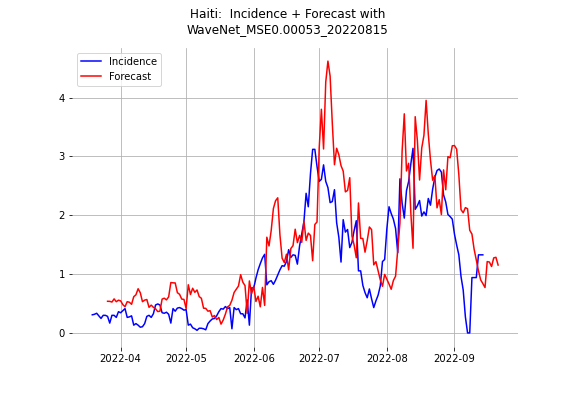 Haiti:  Incidence + Forecast with
WaveNet_MSE0.00053_20220815
Incidence
Forecast
4
3
2
1
0
2022-04 2022-05 2022-06 2022-07 2022-08 2022-09